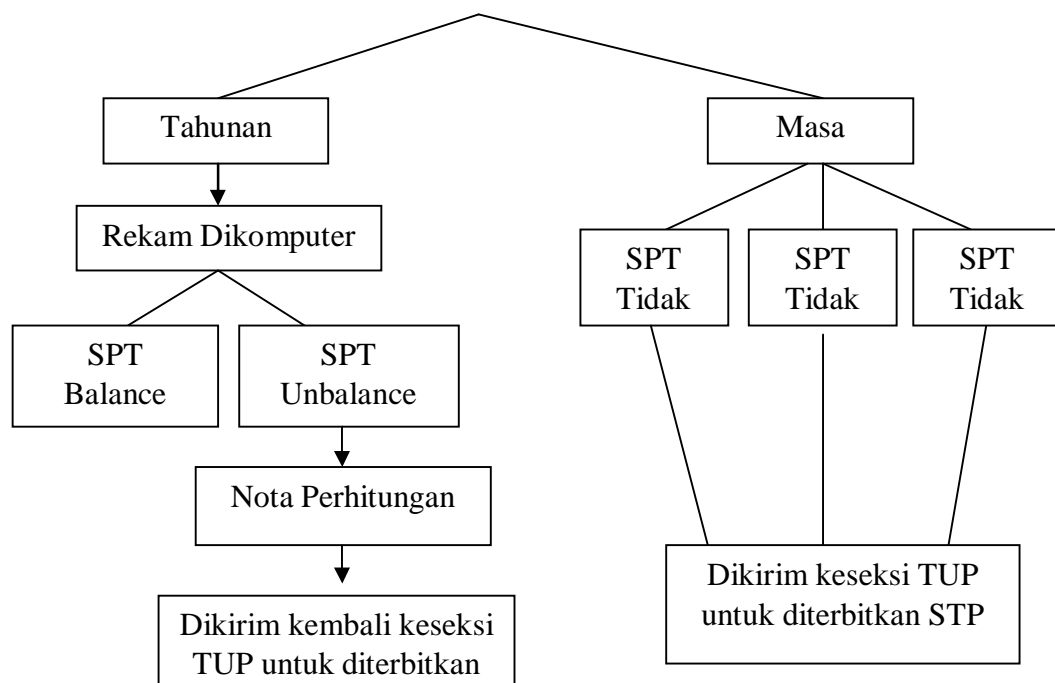 Tahunan
Masa
Rekam Dikomputer
SPT
Tidak
SPT
Tidak
SPT
Tidak
SPT
Balance
SPT
Unbalance
Nota Perhitungan
Dikirim keseksi TUP
untuk diterbitkan STP
Dikirim kembali keseksi
TUP untuk diterbitkan